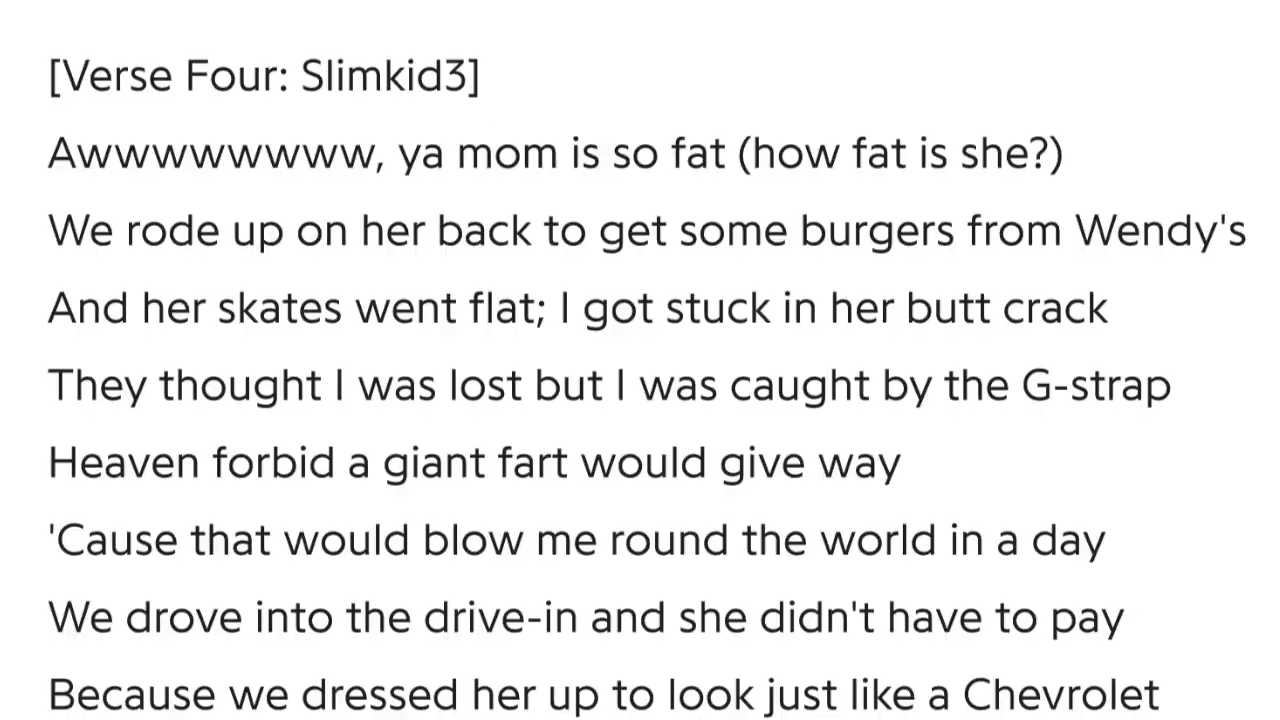 [Verse Four: Slimkid3]
Awwwwwwwww, ya mom is so fat (how fat is she?)
We rode up on her back to get some burgers from Wendy's
And her skates went flat; I got stuck in her butt crack
They thought I was lost but I was caught by the G-strap
Heaven forbid a giant fart would give way
'Cause that would blow me round the world in a day
We drove into the drive-in and she didn't have to pay
Because we dressed her up to look just like a Chevrolet